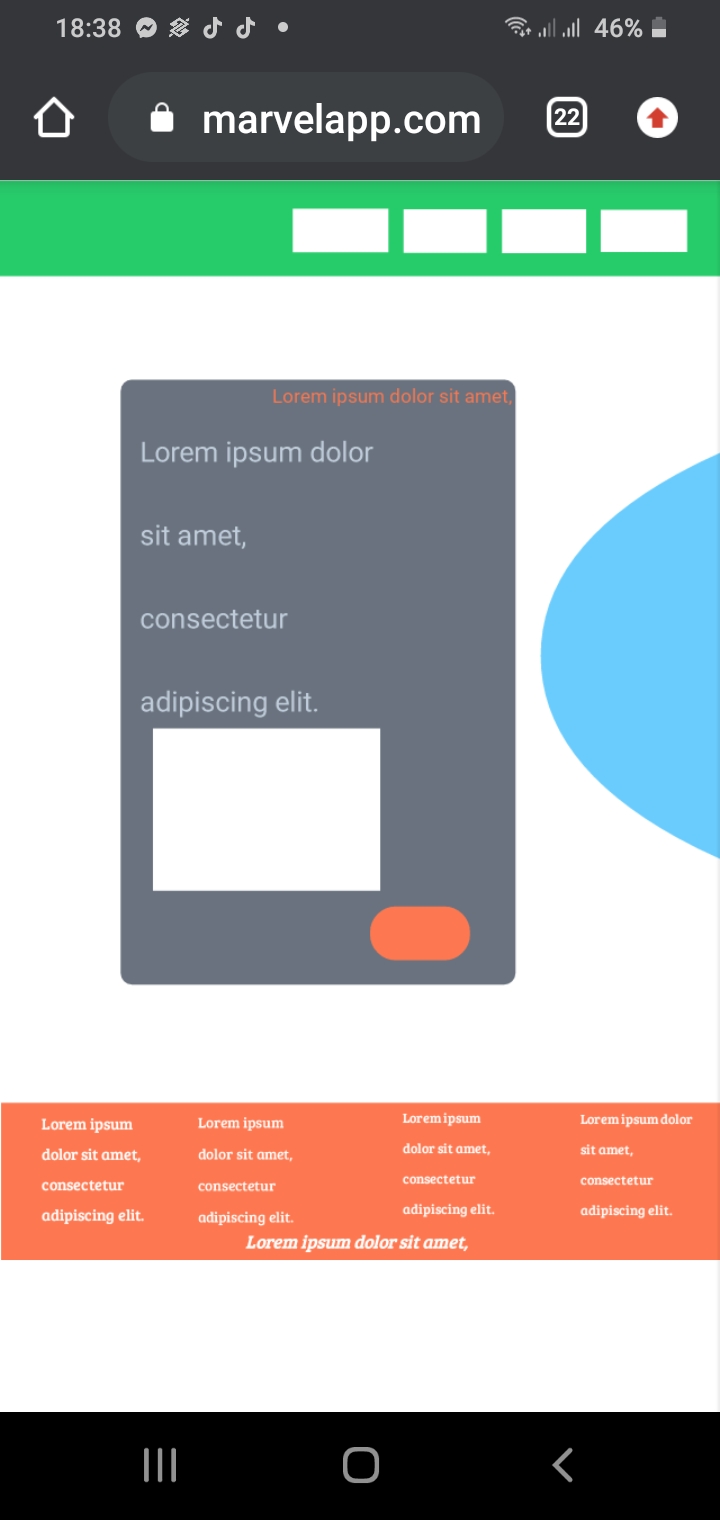 18:38
46%
marvelapp.com
22
Lorem ipsum dolor sit amet,
Lorem ipsum dolor
sit amet,
consectetur
adipiscing elit.
Lorem ipsum
dolor sit amet,
consectetur
adipiscing elit.
Lorem ipsum
dolor sit amet,
consectetur
adipiscing elit.
Lorem ipsum
dolor sit amet,
consectetur
adipiscing elit.
Lorem ipsum dolor
sit amet,
consectetur
adipiscing elit.
Lorem ipsum dolor sit amet,